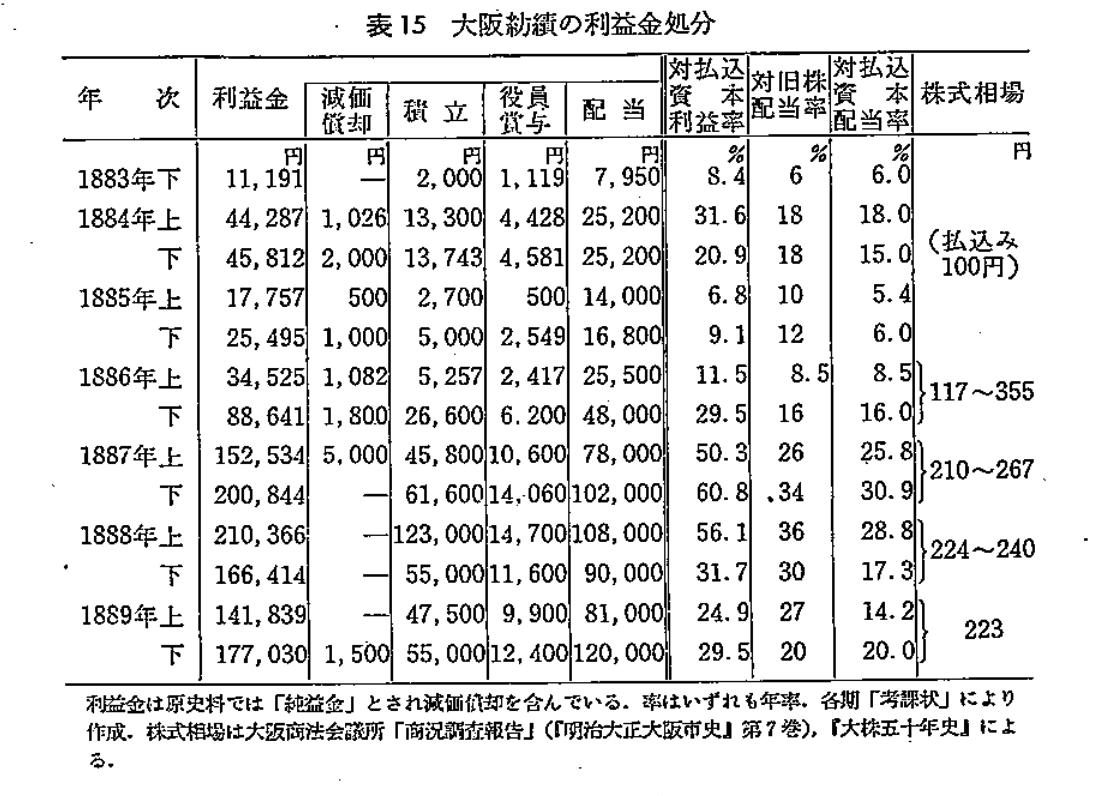 表15 大阪紡績の利益金処分
年 次 利益金 減価償却 積立 役員賞与 配当 対払込資本利益率 対旧株配当率 対払込資本配当率 株式相場
円 円 円 円 円 % % % 円
1883年下 11,191 — 2,000 1,119 7,950 8.4 6 6.0
1884年上 44,287 1,026 13,300 4,428 25,200 31.6 18 18.0
下 45,812 2,000 13,743 4,581 25,200 20.9 18 15.0
(払込み
100円)
1885年上 17,757 500 2,700 500 14,000 6.8 10 5.4
下 25,495 1,000 5,000 2,549 16,800 9.1 12 6.0
1886年上 34,525 1,082 5,257 2,417 25,500 11.5 8.5 8.5
117～355
下 88,641 1,800 26,600 6.200 48,000 29.5 16 16.0
1887年上 152,534 5,000 45,800 10,600 78,000 50.3 26 25.8
210～267
下 200,844 — 61,600 14,060 102,000 60.8 34 30.9
1888年上 210,366 — 123,000 14,700 108,000 56.1 36 28.8
224～240
下 166,414 — 55,000 11,600 90,000 31.7 30 17.3
1889年上 141,839 — 47,500 9,900 81,000 24.9 27 14.2
223
下 177,030 1,500 55,000 12,400 120,000 29.5 20 20.0
利益金は原史料では「純益金」とされ減価償却を含んでいる．率はいずれも年率．各期「考課状」により
作成．株式相場は大阪商法会議所「商況調査報告」(『明治大正大阪市史』第7巻)，『大株五十年史』によ
る．